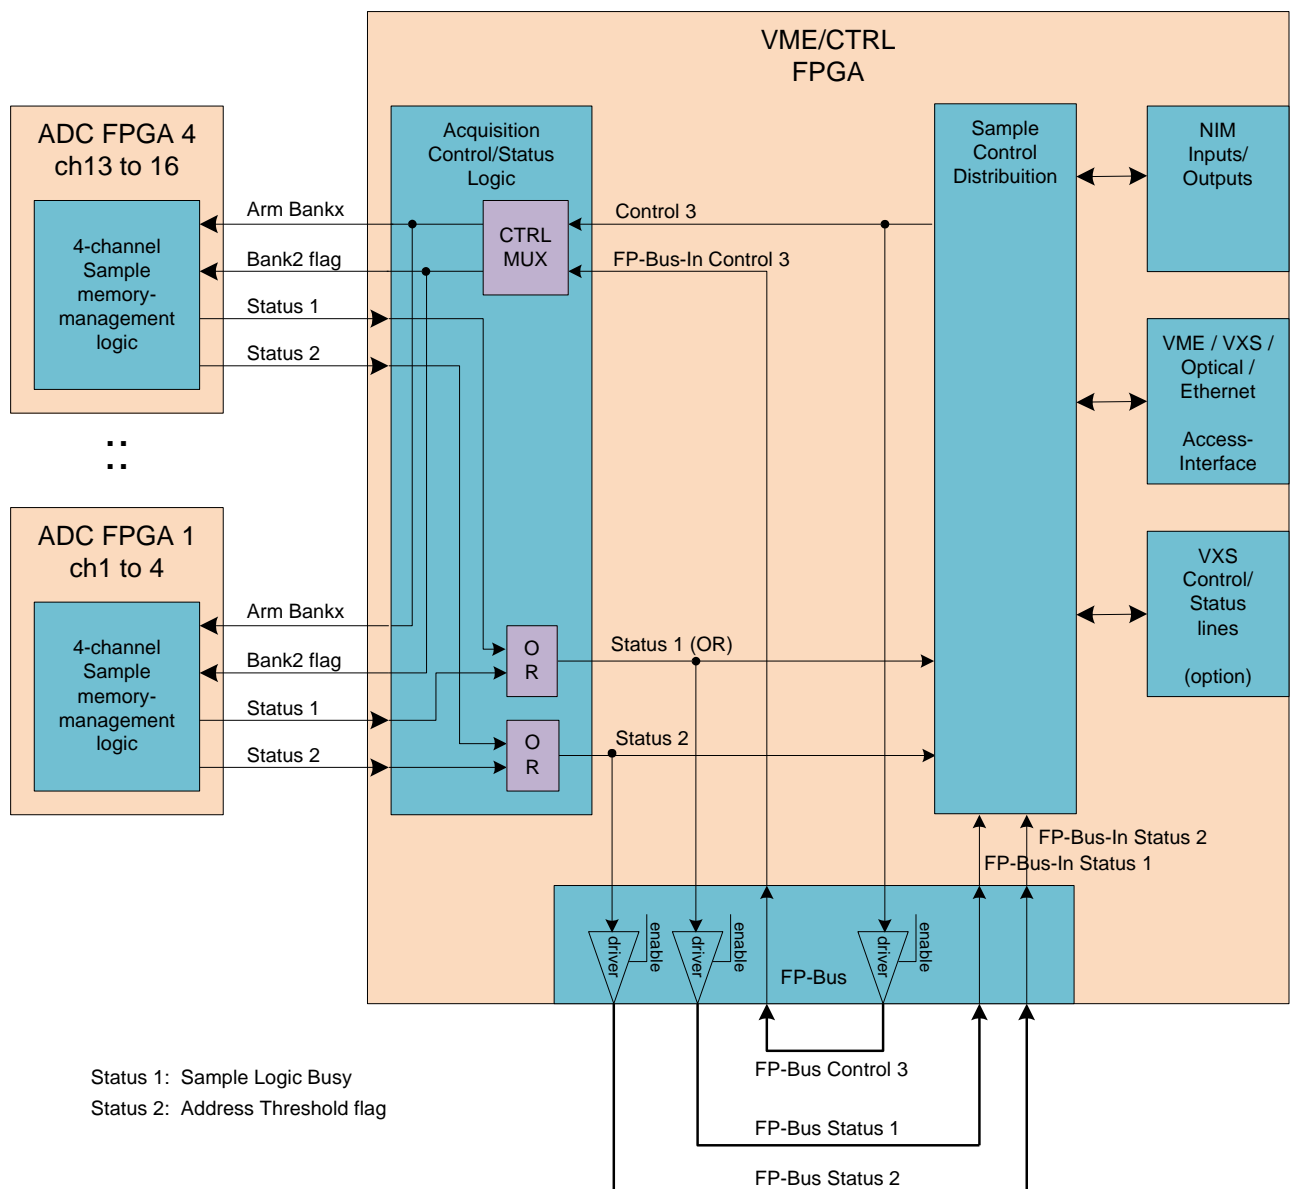 VME/CTRL
FPGA
ADC FPGA 4
ch13 to 16
4-channel
Sample
memory-
management
logic
Arm Bankx
Bank2 flag
Status 1
Status 2
Acquisition
Control/Status
Logic
CTRL
MUX
Control 3
FP-Bus-In Control 3
Sample
Control
Distribuition
NIM
Inputs/
Outputs
VME / VXS /
Optical /
Ethernet
Access-
Interface
VXS
Control/
Status
lines
(option)
::
ADC FPGA 1
ch1 to 4
4-channel
Sample
memory-
management
logic
Arm Bankx
Bank2 flag
Status 1
Status 2
O
R
Status 1 (OR)
O
R
Status 2
FP-Bus-In Status 2
FP-Bus-In Status 1
driver
enable
driver
enable
driver
enable
FP-Bus
FP-Bus Control 3
FP-Bus Status 1
FP-Bus Status 2
Status 1: Sample Logic Busy
Status 2: Address Threshold flag